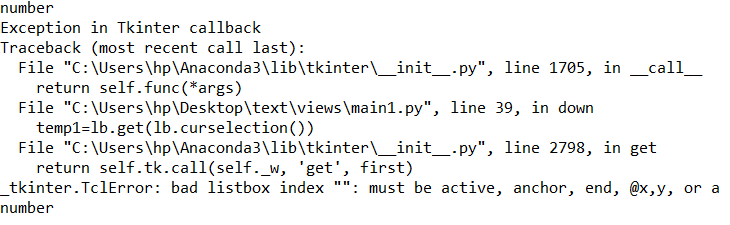 number
Exception in Tkinter callback
Traceback (most recent call last):
  File "C:\Users\hp\Anaconda3\lib\tkinter\__init__.py", line 1705, in __call__
    return self.func(*args)
  File "C:\Users\hp\Desktop\text\views\main1.py", line 39, in down
    temp1=lb.get(lb.curselection())
  File "C:\Users\hp\Anaconda3\lib\tkinter\__init__.py", line 2798, in get
    return self.tk.call(self._w, 'get', first)
_tkinter.TclError: bad listbox index "": must be active, anchor, end, @x,y, or a
number